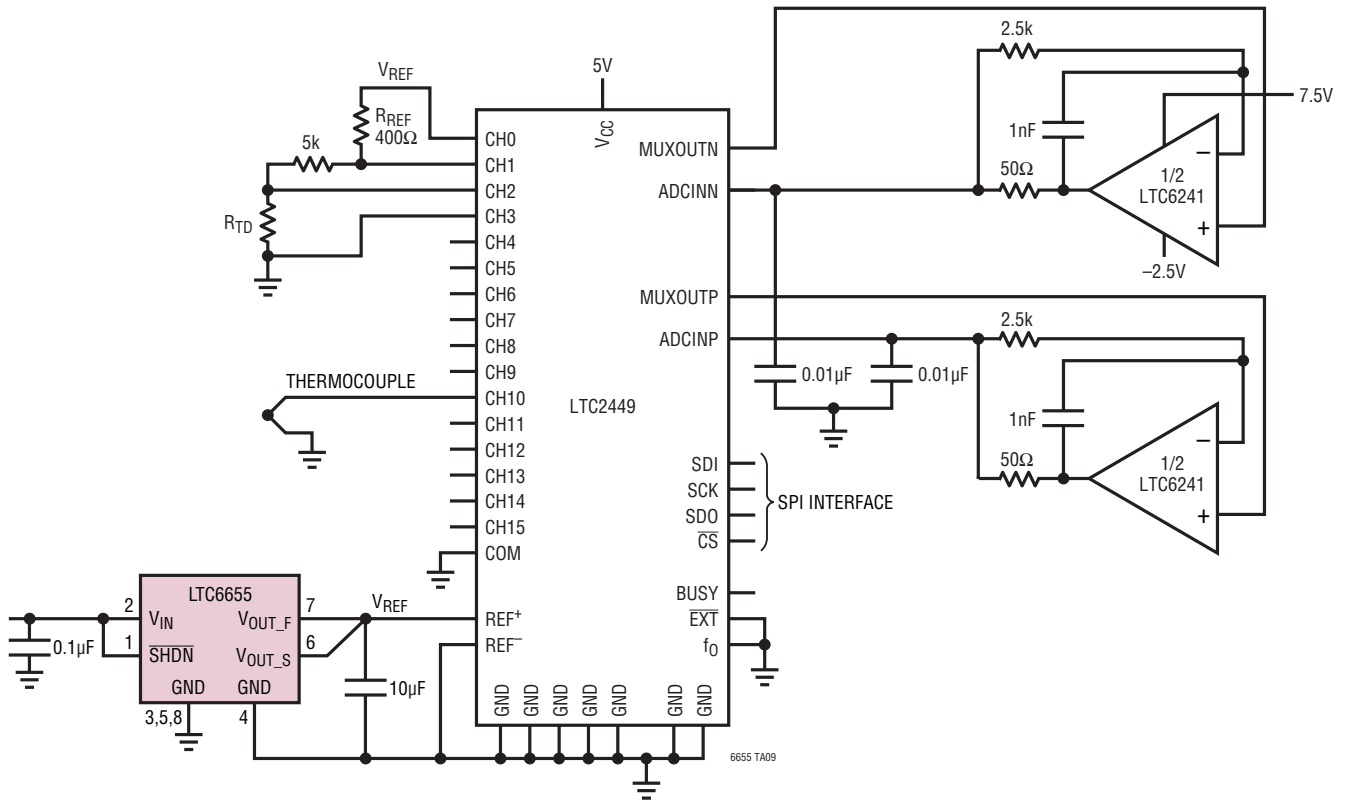 2.5k
5V
VREF
7.5V
VCC
RREF
400Ω
CH0
1nF
MUXOUTN
5k
CH1
50Ω
1/2
LTC6241
CH2
ADCINN
–
+
RTD
CH3
CH4
–2.5V
CH5
CH6
MUXOUTP
CH7
2.5k
CH8
ADCINP
CH9
0.01µF
0.01µF
THERMOCOUPLE
CH10
LTC2449
1nF
CH11
–
CH12
50Ω
1/2
LTC6241
SDI
CH13
SCK
SPI INTERFACE
CH14
SDO
+
CH15
CS
COM
LTC6655
BUSY
2
VIN
VOUT_F
7
VREF
REF+
EXT
0.1µF
1
SHDN
VOUT_S
6
REF–
fO
GND
GND
10µF
GND
GND
GND
GND
GND
GND
GND
3,5,8
4
6655 TA09